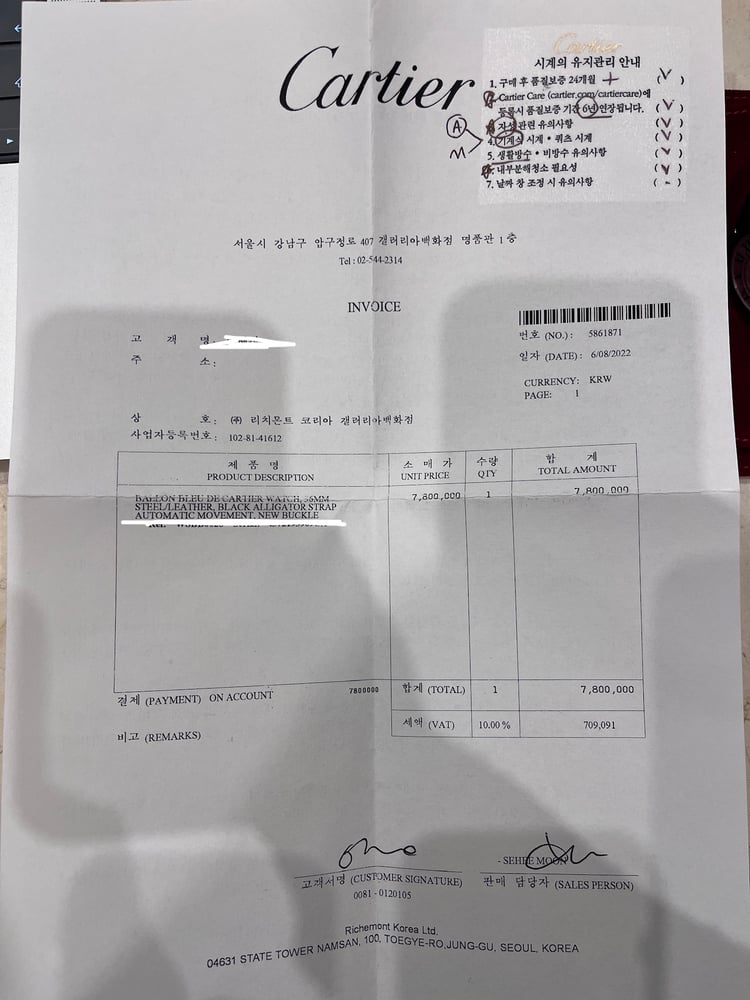 Cartier
Cartier
시계의 유지관리 안내
1. 구매 후 품질보증 24개월 + (V)
2. Cartier Care (cartier.com/cartiercare)에
등록시 품질보증 기간 6년 연장됩니다. (V)
3. 자성 관련 유의사항 (V)
A
M
4. 기계식 시계 • 쿼츠 시계 (V)
5. 생활방수 • 비방수 유의사항 (V)
6. 내부분해청소 필요성 (V)
7. 날짜 창 조정 시 유의사항 (-)
서울시 강남구 압구정로 407 갤러리아백화점 명품관 1층
Tel : 02-544-2314
INVOICE
고 객 명:
주 소:
번호 (NO.): 5861871
일자 (DATE): 6/08/2022
CURRENCY: KRW
PAGE: 1
상 호: (주) 리치몬트 코리아 갤러리아백화점
사업자등록번호: 102-81-41612
제 품 명 소 매 가 수량 합 계
PRODUCT DESCRIPTION UNIT PRICE QTY TOTAL AMOUNT
BALLON BLEU DE CARTIER WATCH, 36MM 7,800,000 1 7,800,000
STEEL/LEATHER, BLACK ALLIGATOR STRAP
AUTOMATIC MOVEMENT, NEW BUCKLE
결제 (PAYMENT) ON ACCOUNT 7800000 합계 (TOTAL) 1 7,800,000
세액 (VAT) 10.00 % 709,091
비고 (REMARKS)
- SEHEE MOON
고객서명 (CUSTOMER SIGNATURE) 판매 담당자 (SALES PERSON)
0081 - 0120105
Richemont Korea Ltd.
04631 STATE TOWER NAMSAN, 100, TOEGYE-RO,JUNG-GU, SEOUL, KOREA